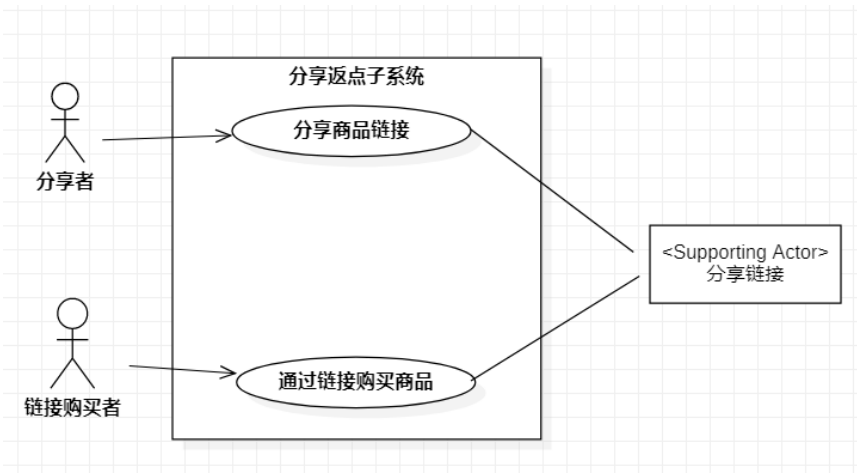 分享返点子系统
分享商品链接
分享者
<Supporting Actor>
分享链接
通过链接购买商品
链接购买者